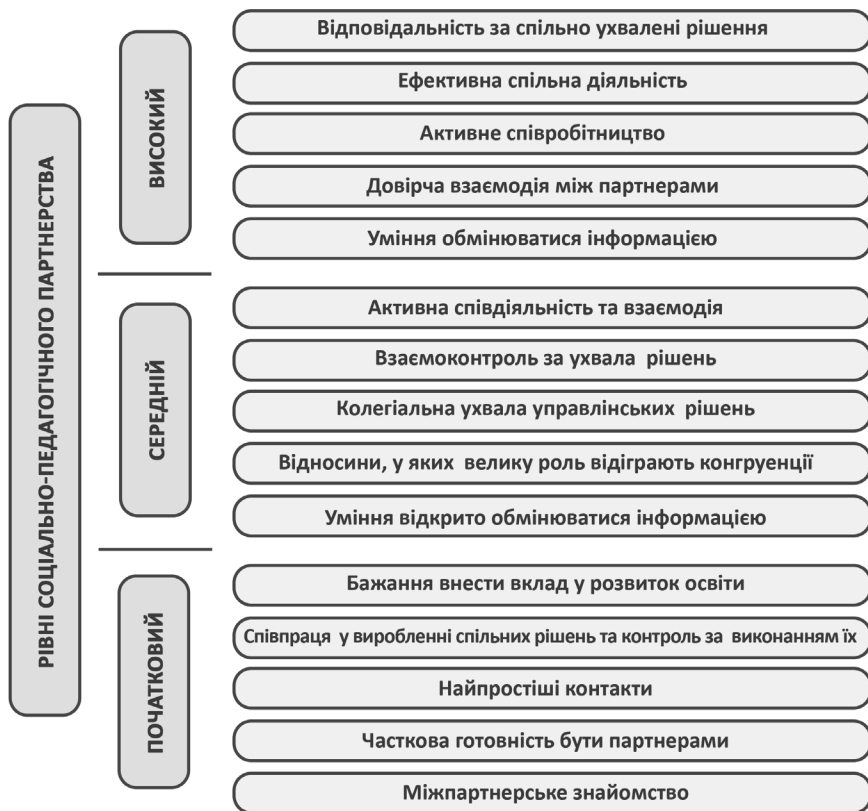 РІВНІ СОЦІАЛЬНО-ПЕДАГОГІЧНОГО ПАРТНЕРСТВА
ВИСОКИЙ
Відповідальність за спільно ухвалені рішення
Ефективна спільна діяльність
Активне співробітництво
Довірча взаємодія між партнерами
Уміння обмінюватися інформацією
СЕРЕДНІЙ
Активна співдіяльність та взаємодія
Взаємоконтроль за ухвала рішень
Колегіальна ухвала управлінських рішень
Відносини, у яких велику роль відіграють конгруенції
Уміння відкрито обмінюватися інформацією
ПОЧАТКОВИЙ
Бажання внести вклад у розвиток освіти
Співпраця у виробленні спільних рішень та контроль за виконанням їх
Найпростіші контакти
Часткова готовність бути партнерами
Міжпартнерське знайомство